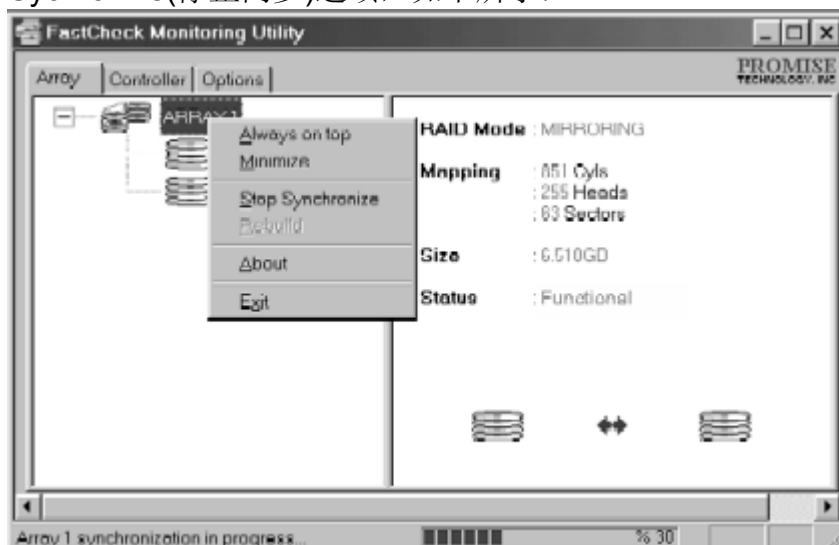 FastCheck Monitoring Utility
PROMISE
TECHNOLOGY, INC
Array
Controller
Options
ARRAY 1
Always on top
Minimize
Stop Synchronize
Rebuild
About
Exit
RAID Mode : MIRRORING
Mapping : 851 Cyls
: 255 Heads
: 63 Sectors
Size : 6.510GB
Status : Functional
Array 1 synchronization in progress...
% 30